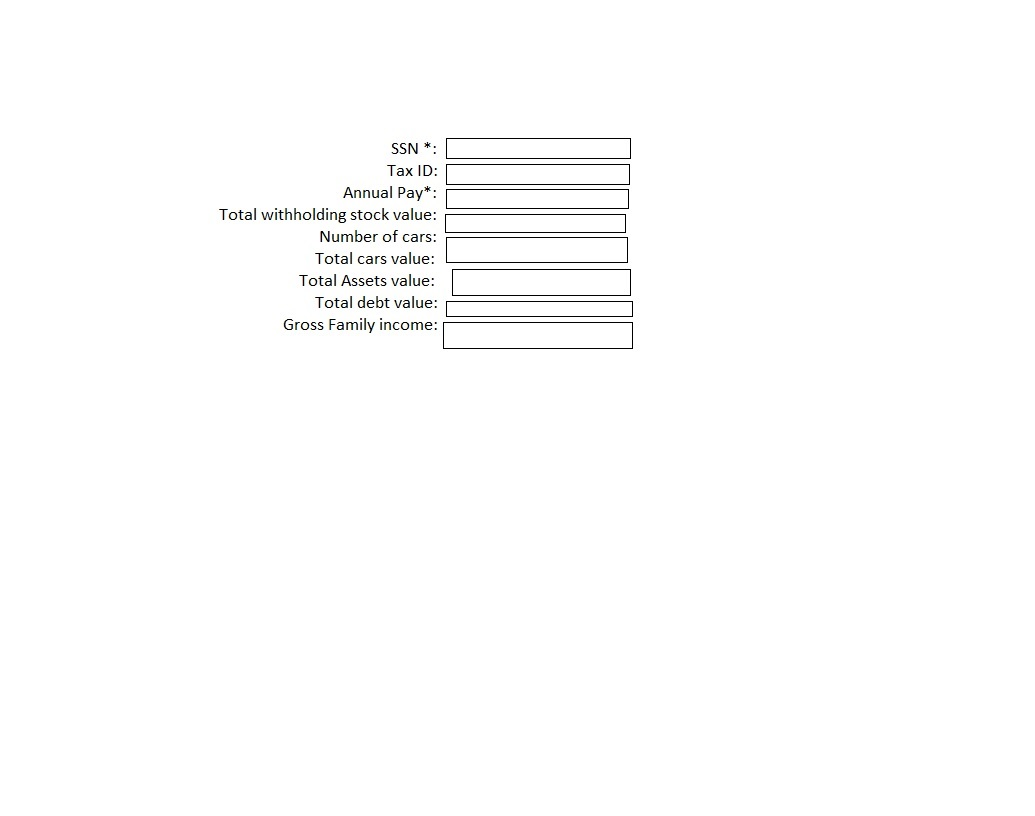 SSN *:
Tax ID:
Annual Pay*:
Total withholding stock value:
Number of cars:
Total cars value:
Total Assets value:
Total debt value:
Gross Family income: